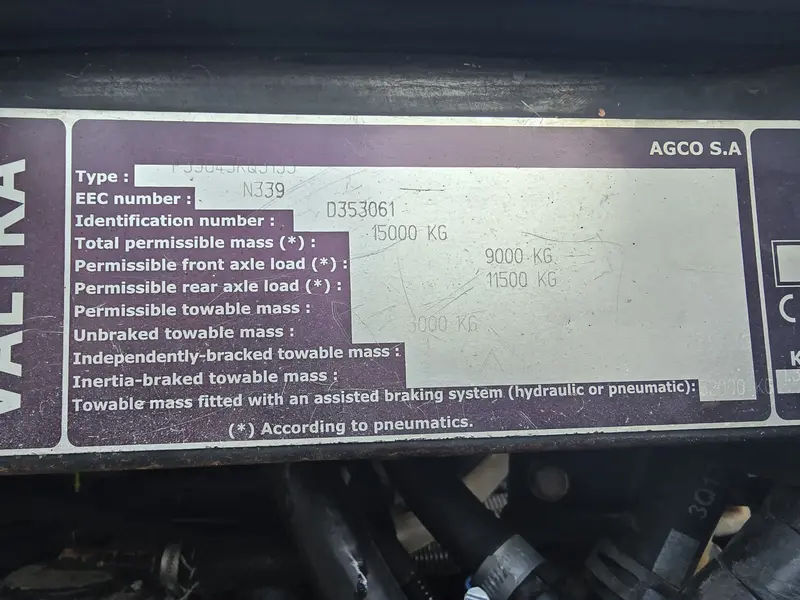 VALTRA
AGCO S.A
Type :
EEC number : N339
Identification number : D353061
Total permissible mass (*) : 15000 KG
Permissible front axle load (*) : 9000 KG
Permissible rear axle load (*) : 11500 KG
Permissible towable mass :
Unbraked towable mass : 3000 KG
Independently-bracked towable mass :
Inertia-braked towable mass :
Towable mass fitted with an assisted braking system (hydraulic or pneumatic):
(*) According to pneumatics.